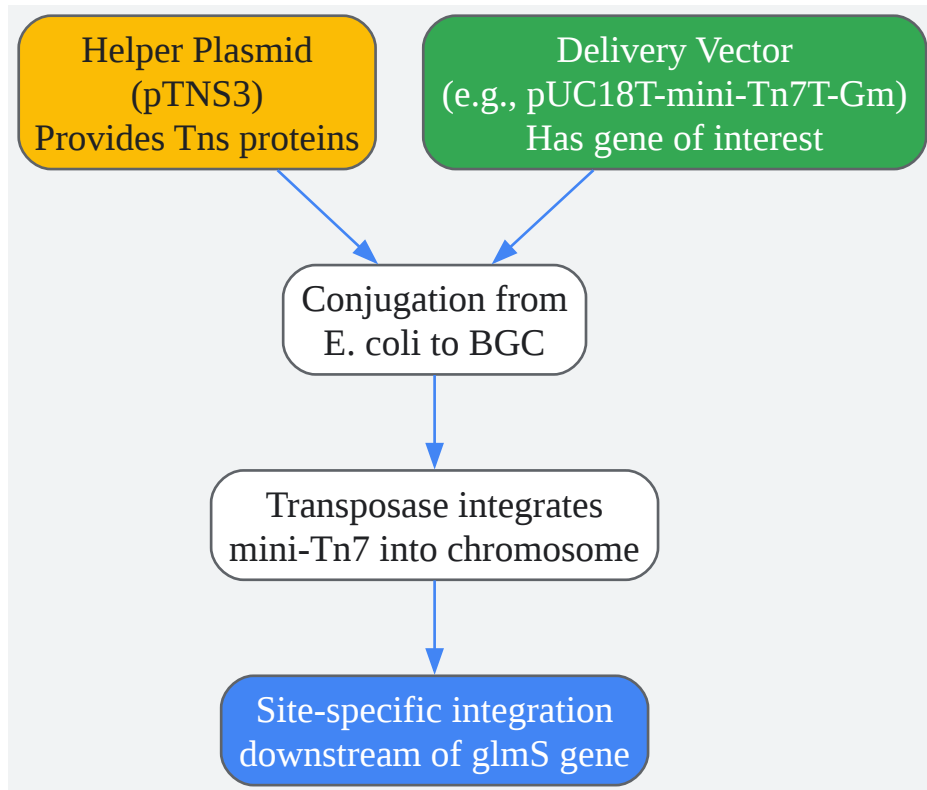 Helper Plasmid
(pTNS3)
Provides Tns proteins
Delivery Vector
(e.g., pUC18T-mini-Tn7T-Gm)
Has gene of interest
Conjugation from
E. coli to BGC
Transposase integrates
mini-Tn7 into chromosome
Site-specific integration
downstream of glmS gene